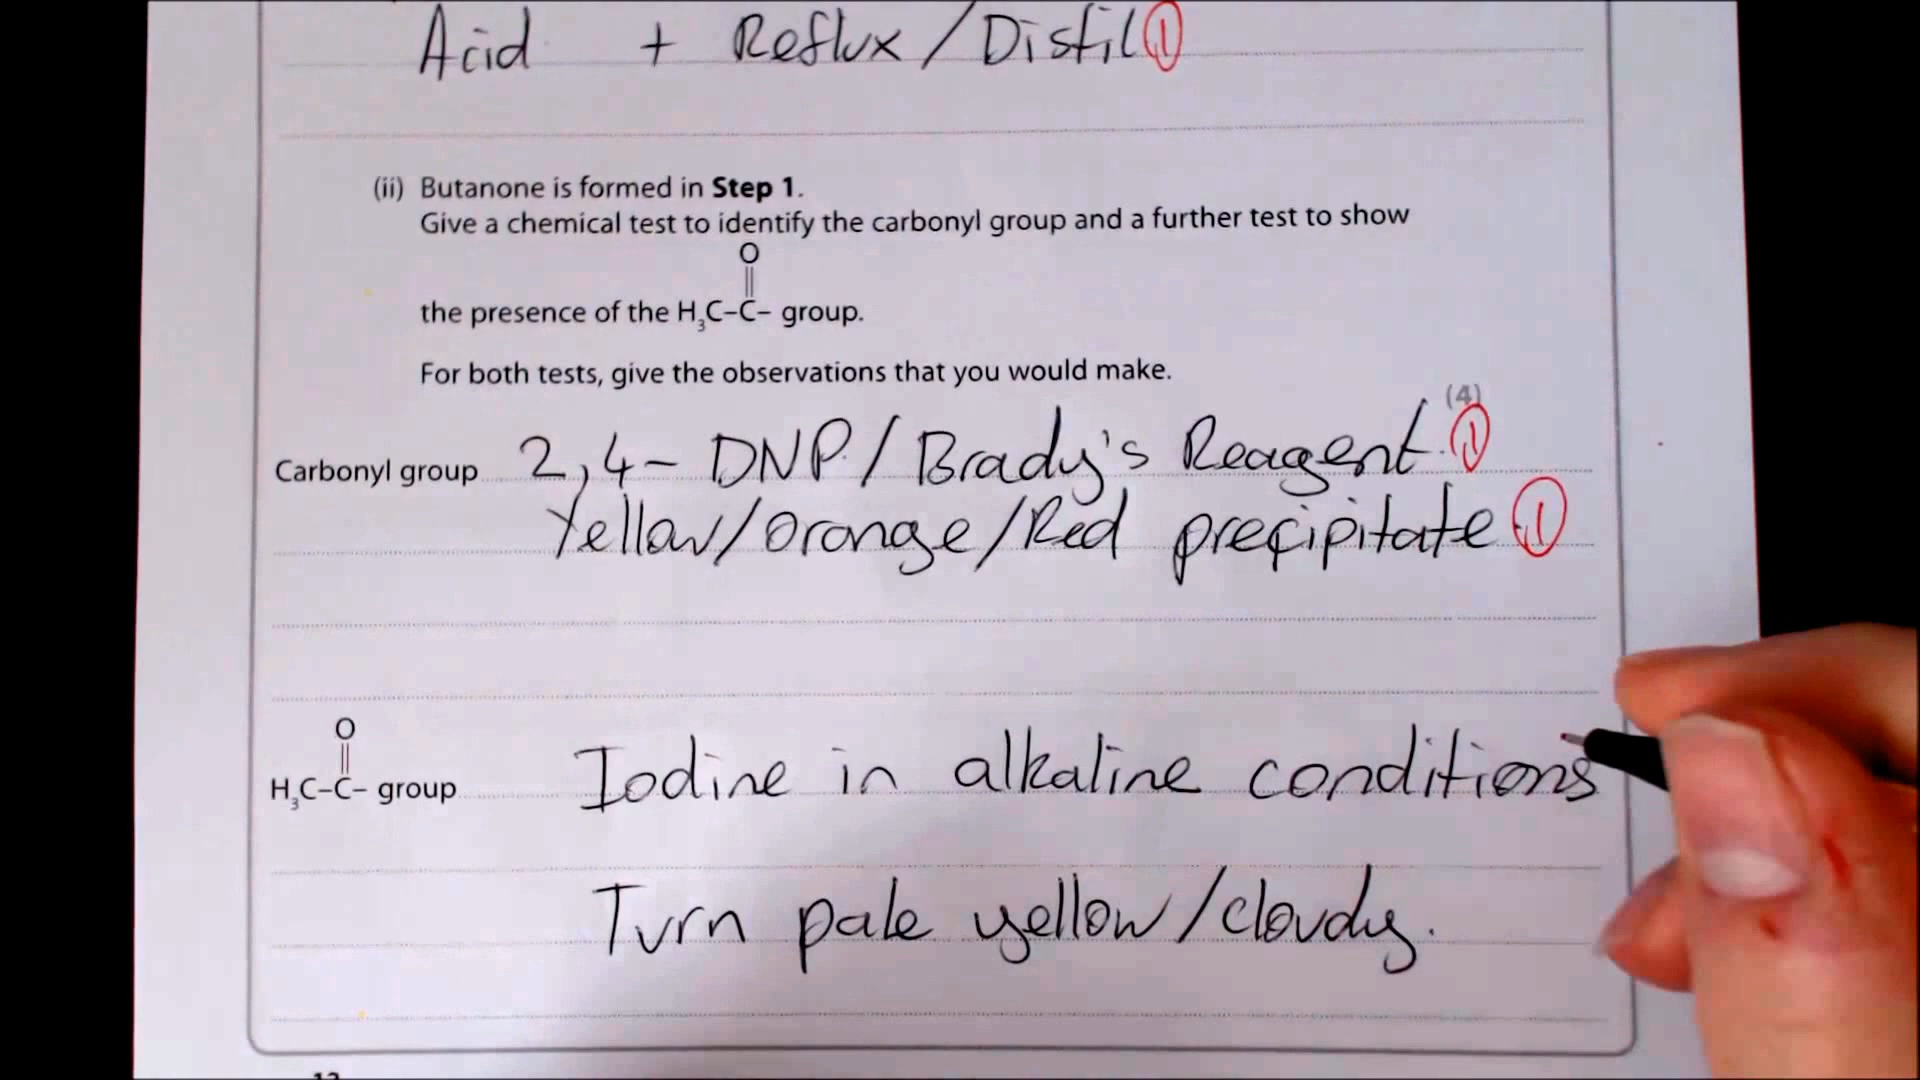 Acid + Reflux/Distil ①
(ii) Butanone is formed in Step 1.
Give a chemical test to identify the carbonyl group and a further test to show
O
||
the presence of the H₃C–C– group.
For both tests, give the observations that you would make.
(4)
Carbonyl group 2,4- DNP./Brady's Reagent. ①
Yellow/orange/Red precipitate ①
O
||
H₃C–C– group Iodine in alkaline conditions
Turn pale yellow/cloudy.